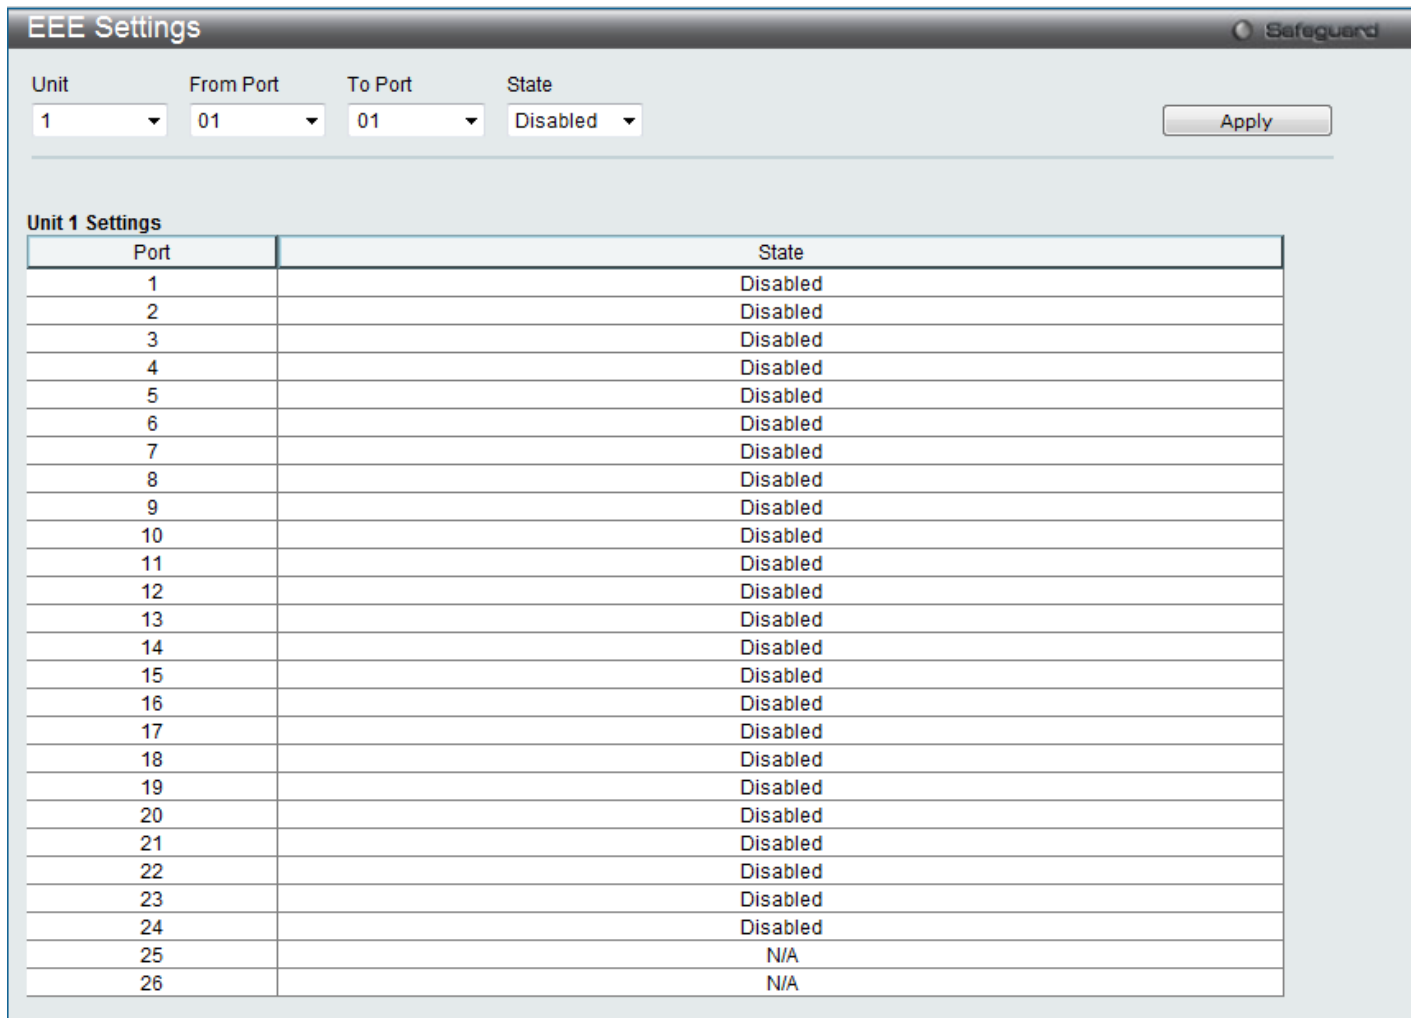 EEE Settings
Safeguard
Unit From Port To Port State
1 01 01 Disabled Apply
Unit 1 Settings
Port State
1 Disabled
2 Disabled
3 Disabled
4 Disabled
5 Disabled
6 Disabled
7 Disabled
8 Disabled
9 Disabled
10 Disabled
11 Disabled
12 Disabled
13 Disabled
14 Disabled
15 Disabled
16 Disabled
17 Disabled
18 Disabled
19 Disabled
20 Disabled
21 Disabled
22 Disabled
23 Disabled
24 Disabled
25 N/A
26 N/A